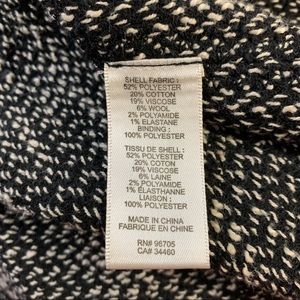 SHELL FABRIC :
52% POLYESTER
20% COTTON
19% VISCOSE
6% WOOL
2% POLYAMIDE
1% ELASTANE
BINDING :
100% POLYESTER
TISSU DE SHELL :
52% POLYESTER
20% COTON
19% VISCOSE
6% LAINE
2% POLYAMIDE
1% ÉLASTHANNE
LIAISON :
100% POLYESTER
MADE IN CHINA
FABRIQUE EN CHINE
RN# 96705
CA# 34460